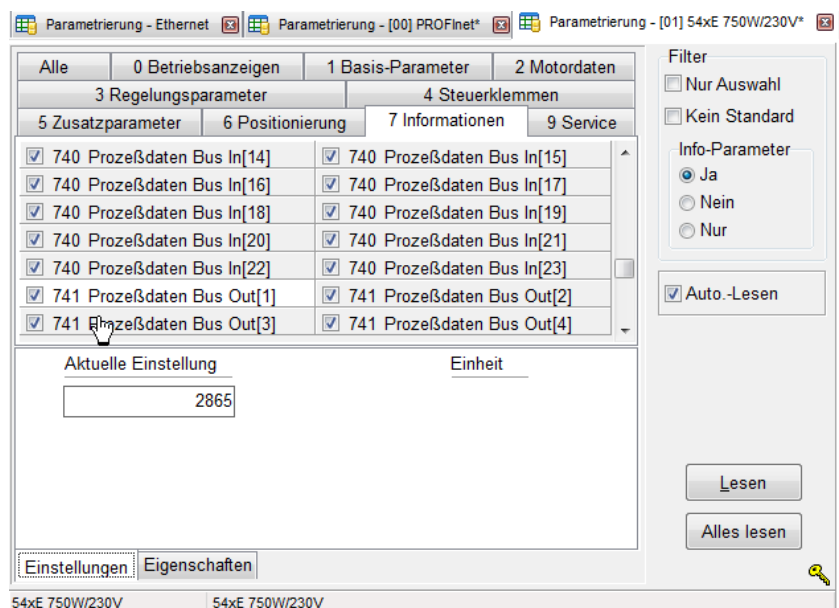 Parametrierung - Ethernet Parametrierung - [00] PROFInet* Parametrierung - [01] 54xE 750W/230V*
Alle 0 Betriebsanzeigen 1 Basis-Parameter 2 Motordaten
3 Regelungsparameter 4 Steuerklemmen
5 Zusatzparameter 6 Positionierung 7 Informationen 9 Service
740 Prozeßdaten Bus In[14] 740 Prozeßdaten Bus In[15]
740 Prozeßdaten Bus In[16] 740 Prozeßdaten Bus In[17]
740 Prozeßdaten Bus In[18] 740 Prozeßdaten Bus In[19]
740 Prozeßdaten Bus In[20] 740 Prozeßdaten Bus In[21]
740 Prozeßdaten Bus In[22] 740 Prozeßdaten Bus In[23]
741 Prozeßdaten Bus Out[1] 741 Prozeßdaten Bus Out[2]
741 Prozeßdaten Bus Out[3] 741 Prozeßdaten Bus Out[4]
Aktuelle Einstellung Einheit
2865
Einstellungen Eigenschaften
54xE 750W/230V 54xE 750W/230V
Filter
Nur Auswahl
Kein Standard
Info-Parameter
Ja
Nein
Nur
Auto.-Lesen
Lesen
Alles lesen